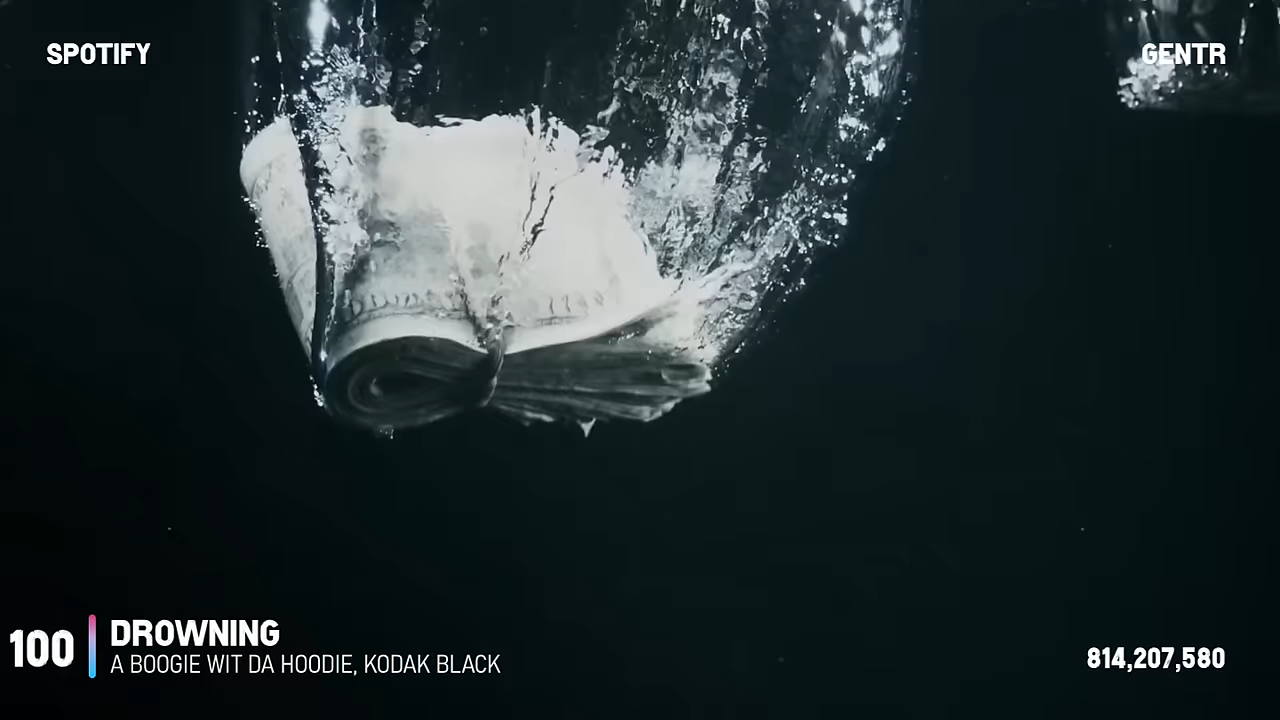 SPOTIFY
GENTR
100
DROWNING
A BOOGIE WIT DA HOODIE, KODAK BLACK
814,207,580